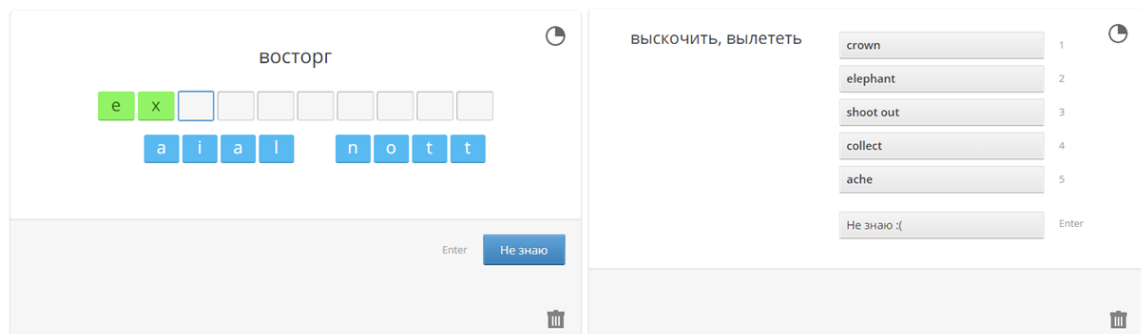 восторг
e x
a i a l n o t t
Enter Не знаю
выскочить, вылететь
crown 1
elephant 2
shoot out 3
collect 4
ache 5
Не знаю :( Enter